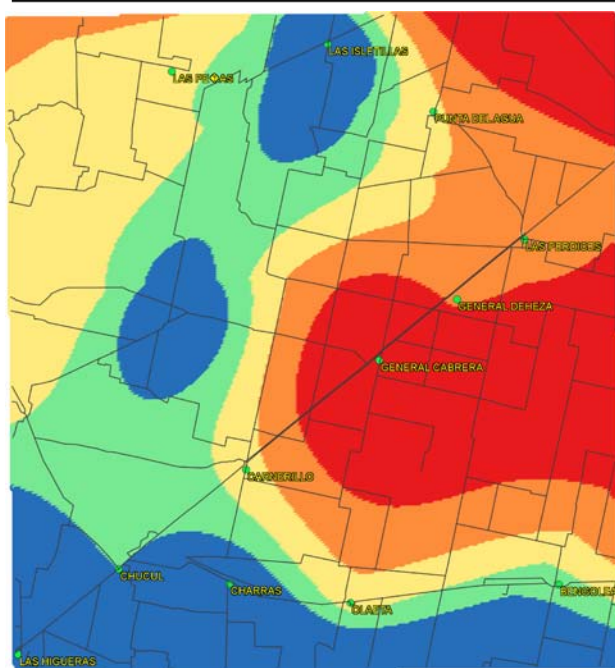 LAS ISLETILLAS
LAS PEÑAS
PUNTA DEL AGUA
LAS PERDICES
GENERAL DEHEZA
GENERAL CABRERA
CARNERILLO
CHUCUL
CHARRAS
OLAETA
BENGOLEA
LAS HIGUERAS